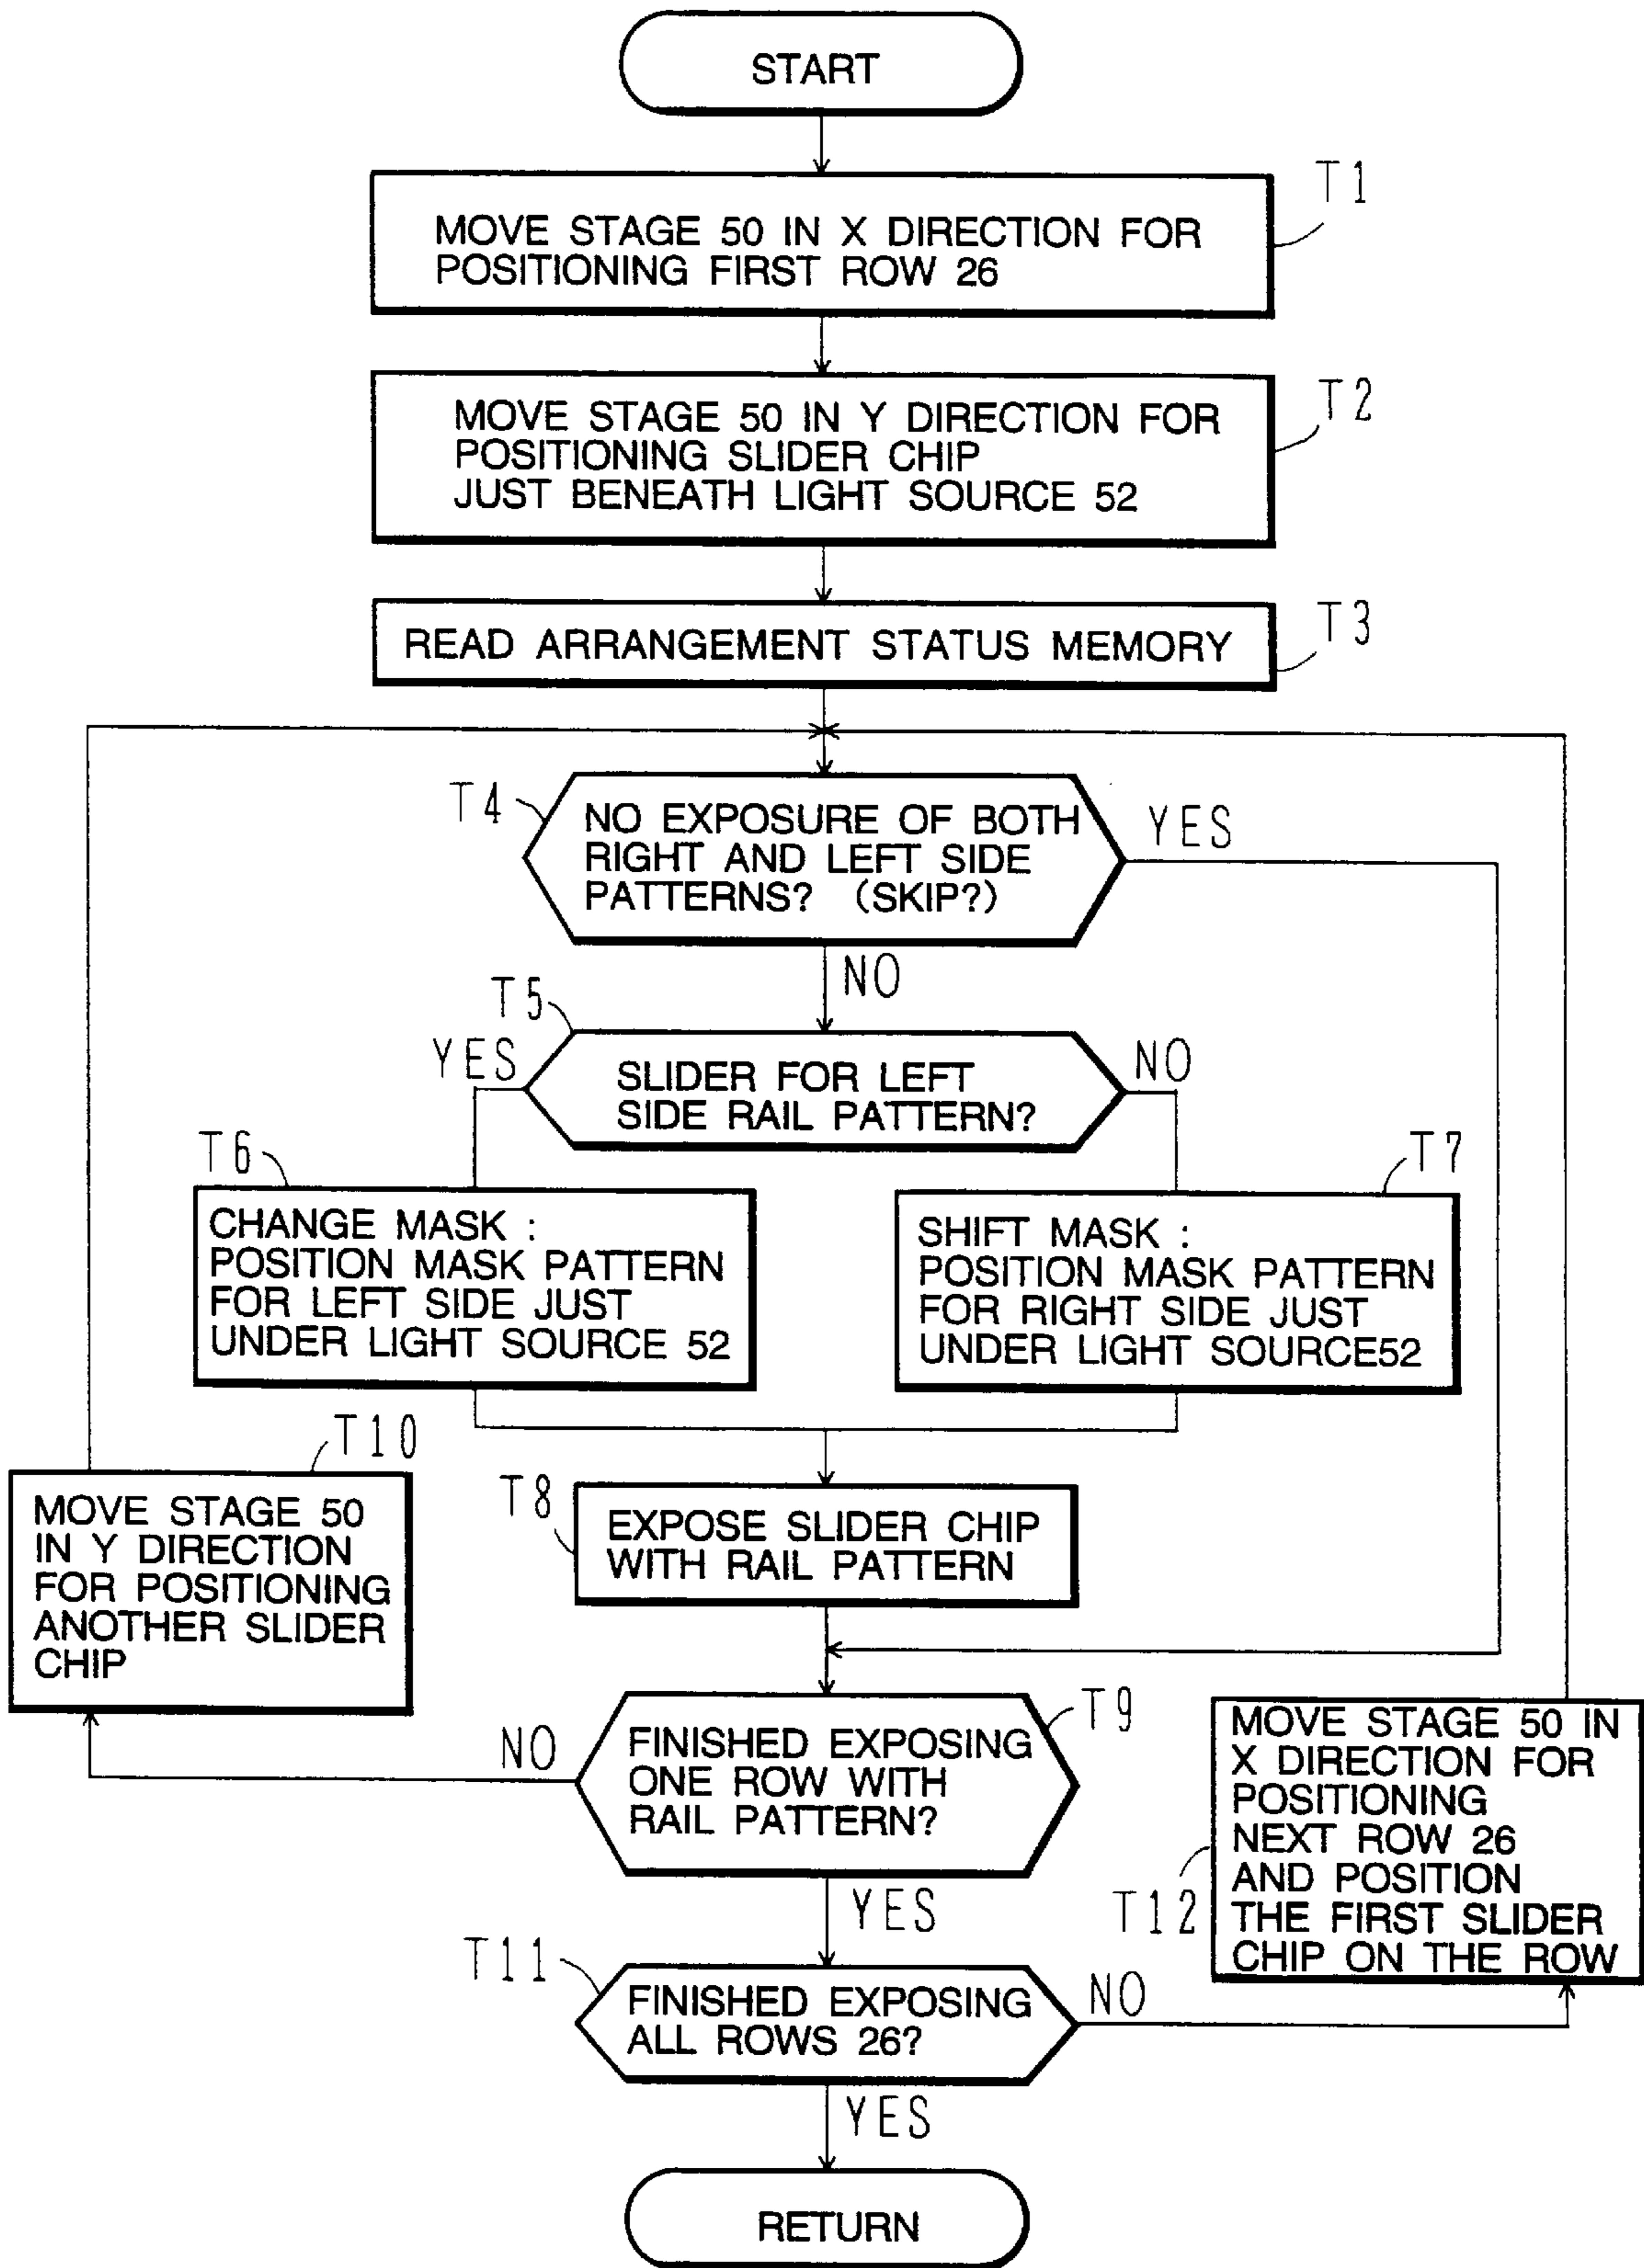 START
T1
MOVE STAGE 50 IN X DIRECTION FOR
POSITIONING FIRST ROW 26
T2
MOVE STAGE 50 IN Y DIRECTION FOR
POSITIONING SLIDER CHIP
JUST BENEATH LIGHT SOURCE 52
T3
READ ARRANGEMENT STATUS MEMORY
T4
NO EXPOSURE OF BOTH
RIGHT AND LEFT SIDE
PATTERNS? (SKIP?)
YES
NO
T5
YES
SLIDER FOR LEFT
SIDE RAIL PATTERN?
NO
T6
CHANGE MASK :
POSITION MASK PATTERN
FOR LEFT SIDE JUST
UNDER LIGHT SOURCE 52
T7
SHIFT MASK :
POSITION MASK PATTERN
FOR RIGHT SIDE JUST
UNDER LIGHT SOURCE52
T10
MOVE STAGE 50
IN Y DIRECTION
FOR POSITIONING
ANOTHER SLIDER
CHIP
T8
EXPOSE SLIDER CHIP
WITH RAIL PATTERN
T9
NO
FINISHED EXPOSING
ONE ROW WITH
RAIL PATTERN?
YES
T12
MOVE STAGE 50 IN
X DIRECTION FOR
POSITIONING
NEXT ROW 26
AND POSITION
THE FIRST SLIDER
CHIP ON THE ROW
T11
FINISHED EXPOSING
ALL ROWS 26?
NO
YES
RETURN